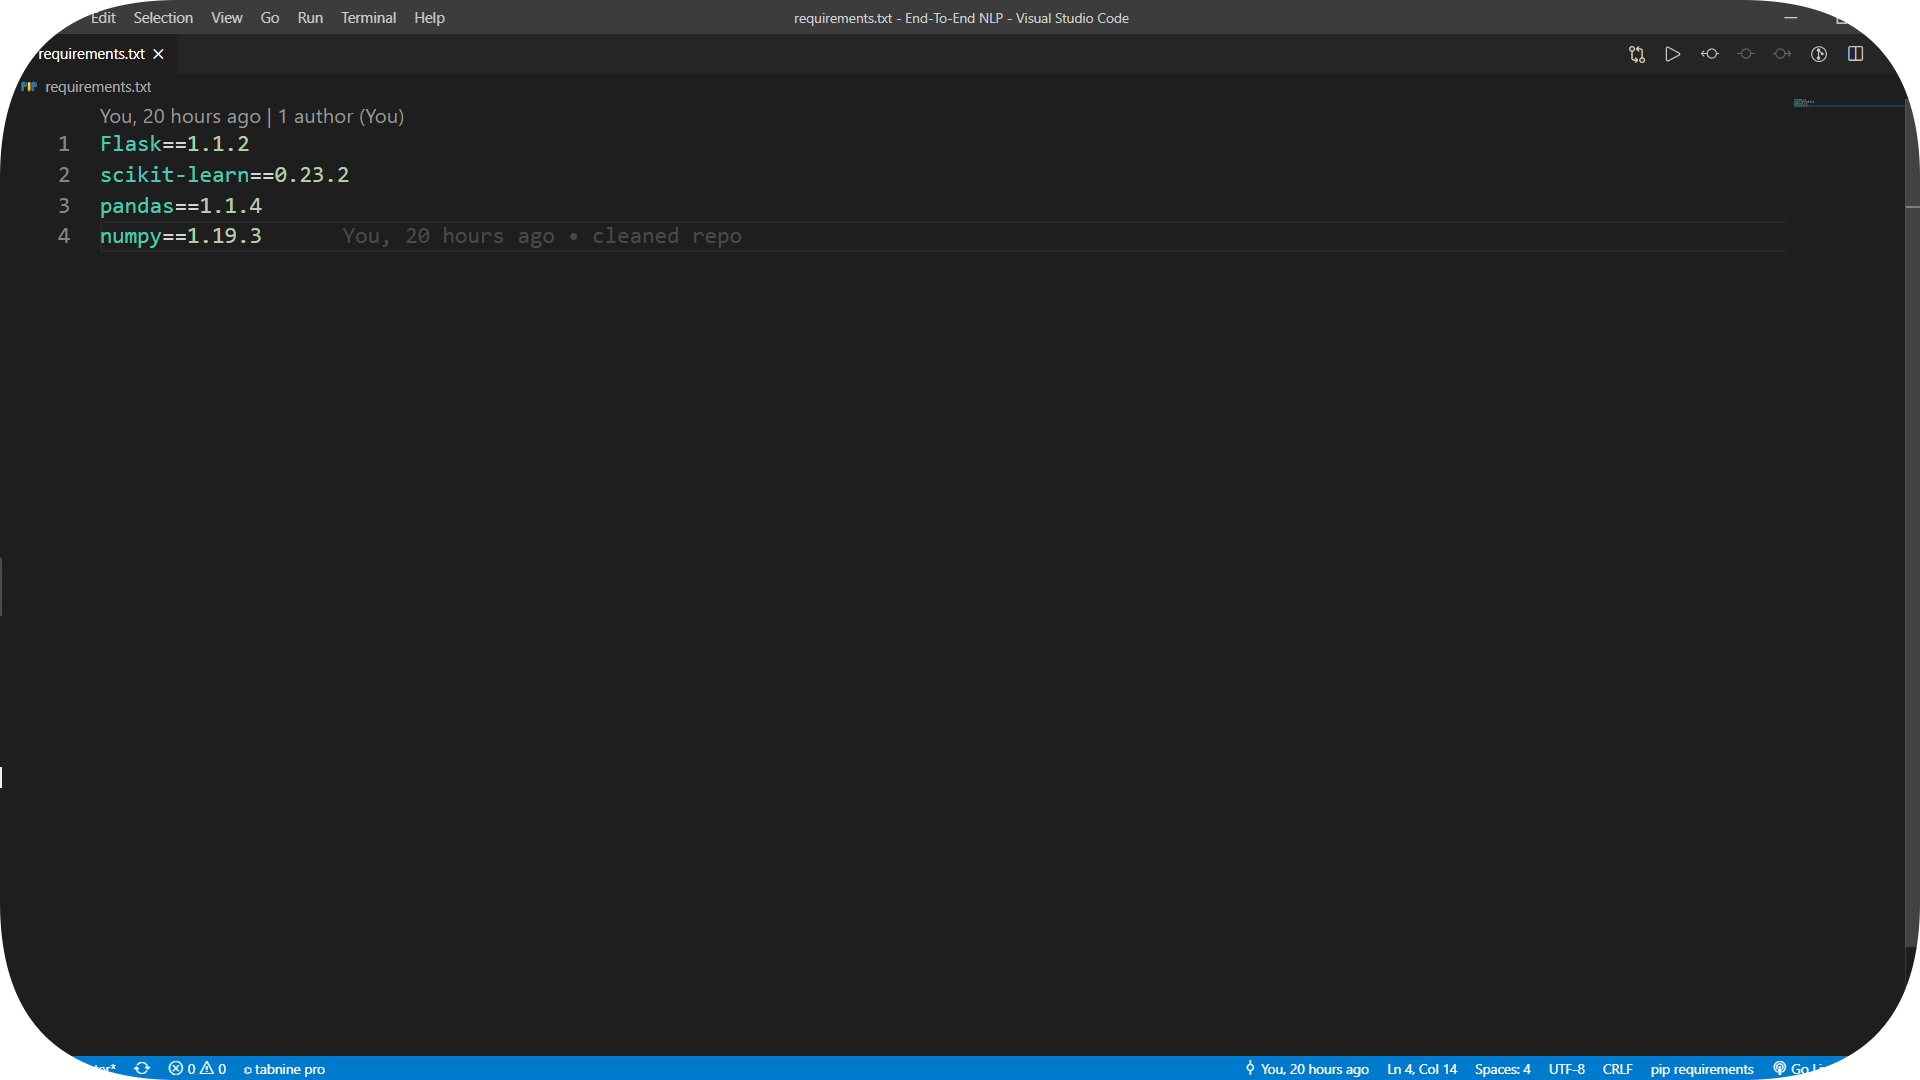 Edit Selection View Go Run Terminal Help requirements.txt - End-To-End NLP - Visual Studio Code
requirements.txt
requirements.txt
You, 20 hours ago | 1 author (You)
1 Flask==1.1.2
2 scikit-learn==0.23.2
3 pandas==1.1.4
4 numpy==1.19.3 You, 20 hours ago • cleaned repo
0 0 tabnine pro You, 20 hours ago Ln 4, Col 14 Spaces: 4 UTF-8 CRLF pip requirements Go